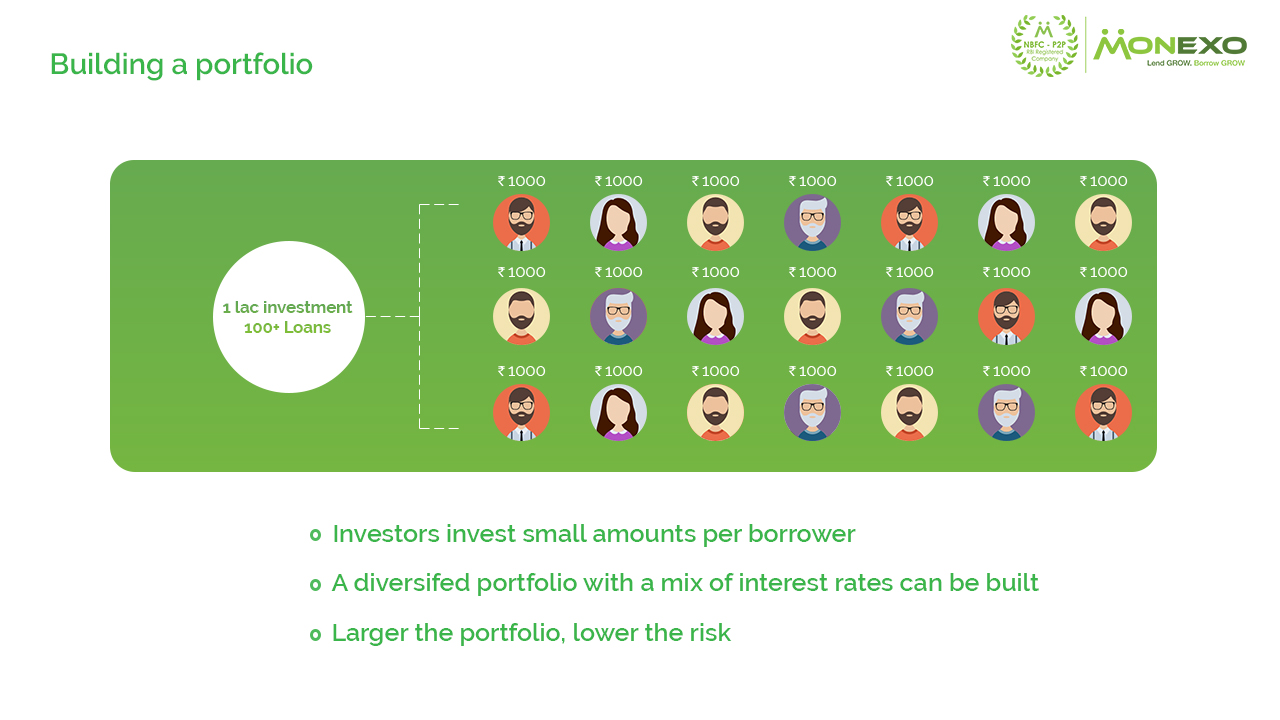 Building a portfolio
NBFC - P2P
RBI Registered
Company
MONEXO
Lend GROW. Borrow GROW
₹1000 ₹1000 ₹1000 ₹1000 ₹1000 ₹1000 ₹1000
₹1000 ₹1000 ₹1000 ₹1000 ₹1000 ₹1000 ₹1000
1 lac investment
100+ Loans
₹1000 ₹1000 ₹1000 ₹1000 ₹1000 ₹1000 ₹1000
o Investors invest small amounts per borrower
o A diversifed portfolio with a mix of interest rates can be built
o Larger the portfolio, lower the risk